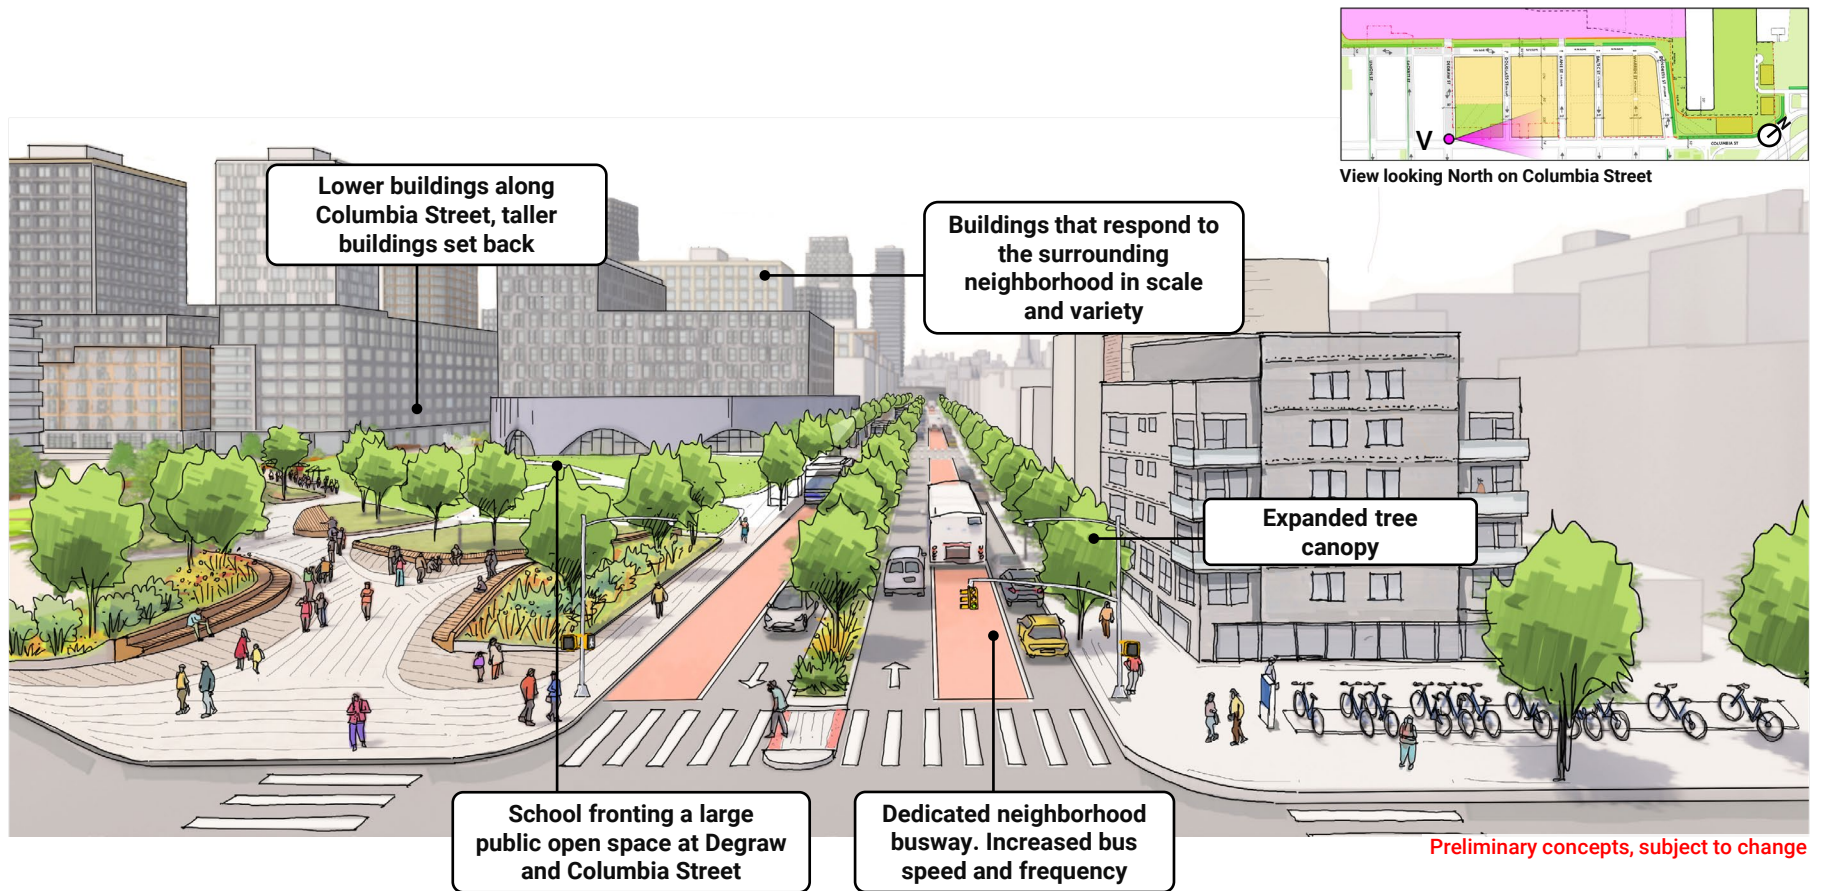 View looking North on Columbia Street
V
N
COLUMBIA ST
Lower buildings along
Columbia Street, taller
buildings set back
Buildings that respond to
the surrounding
neighborhood in scale
and variety
Expanded tree
canopy
School fronting a large
public open space at Degraw
and Columbia Street
Dedicated neighborhood
busway. Increased bus
speed and frequency
Preliminary concepts, subject to change